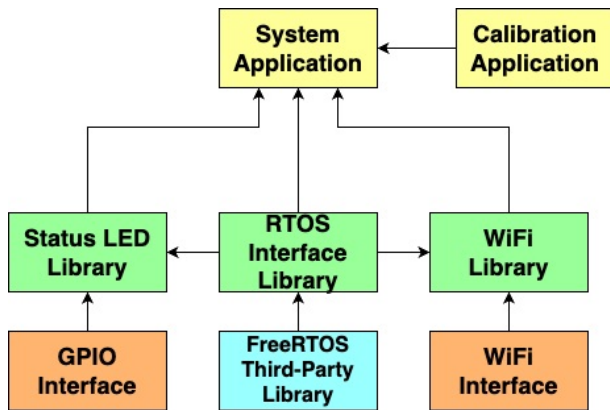 System
Application
Calibration
Application
Status LED
Library
RTOS
Interface
Library
WiFi
Library
GPIO
Interface
FreeRTOS
Third-Party
Library
WiFi
Interface